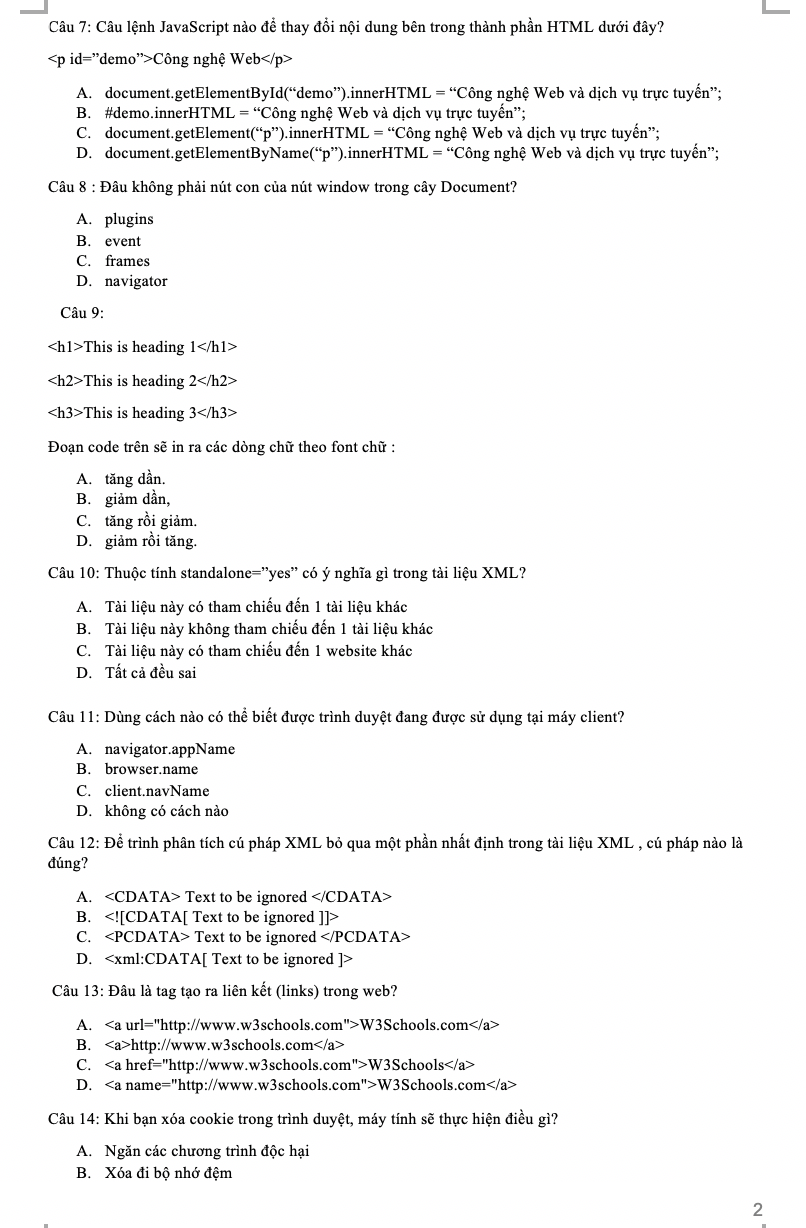 Câu 7: Câu lệnh JavaScript nào để thay đổi nội dung bên trong thành phần HTML dưới đây?
<p id=”demo”>Công nghệ Web</p>
A. document.getElementById(“demo”).innerHTML = “Công nghệ Web và dịch vụ trực tuyến”;
B. #demo.innerHTML = “Công nghệ Web và dịch vụ trực tuyến”;
C. document.getElement(“p”).innerHTML = “Công nghệ Web và dịch vụ trực tuyến”;
D. document.getElementByName(“p”).innerHTML = “Công nghệ Web và dịch vụ trực tuyến”;
Câu 8 : Đâu không phải nút con của nút window trong cây Document?
A. plugins
B. event
C. frames
D. navigator
Câu 9:
<h1>This is heading 1</h1>
<h2>This is heading 2</h2>
<h3>This is heading 3</h3>
Đoạn code trên sẽ in ra các dòng chữ theo font chữ :
A. tăng dần.
B. giảm dần,
C. tăng rồi giảm.
D. giảm rồi tăng.
Câu 10: Thuộc tính standalone=”yes” có ý nghĩa gì trong tài liệu XML?
A. Tài liệu này có tham chiếu đến 1 tài liệu khác
B. Tài liệu này không tham chiếu đến 1 tài liệu khác
C. Tài liệu này có tham chiếu đến 1 website khác
D. Tất cả đều sai
Câu 11: Dùng cách nào có thể biết được trình duyệt đang được sử dụng tại máy client?
A. navigator.appName
B. browser.name
C. client.navName
D. không có cách nào
Câu 12: Để trình phân tích cú pháp XML bỏ qua một phần nhất định trong tài liệu XML , cú pháp nào là
đúng?
A. <CDATA> Text to be ignored </CDATA>
B. <![CDATA[ Text to be ignored ]]>
C. <PCDATA> Text to be ignored </PCDATA>
D. <xml:CDATA[ Text to be ignored ]>
Câu 13: Đâu là tag tạo ra liên kết (links) trong web?
A. <a url="http://www.w3schools.com">W3Schools.com</a>
B. <a>http://www.w3schools.com</a>
C. <a href="http://www.w3schools.com">W3Schools</a>
D. <a name="http://www.w3schools.com">W3Schools.com</a>
Câu 14: Khi bạn xóa cookie trong trình duyệt, máy tính sẽ thực hiện điều gì?
A. Ngăn các chương trình độc hại
B. Xóa đi bộ nhớ đệm
2